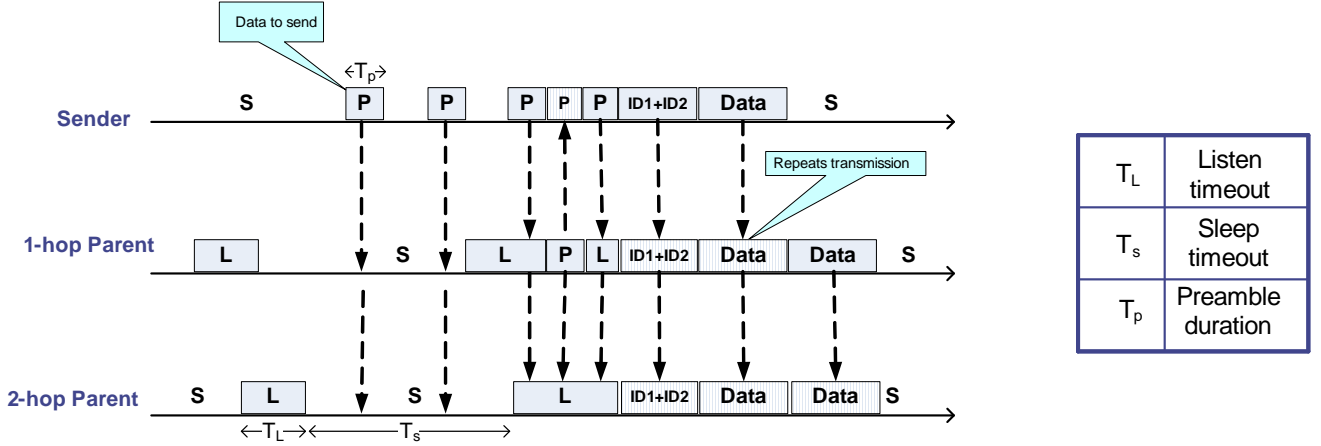 Data to send
Tp
S P P P P P ID1+ID2 Data S
Sender
Repeats transmission
1-hop Parent
L S L P L ID1+ID2 Data Data S
2-hop Parent
S L S L ID1+ID2 Data Data S
TL Ts
TL Listen timeout
Ts Sleep timeout
Tp Preamble duration